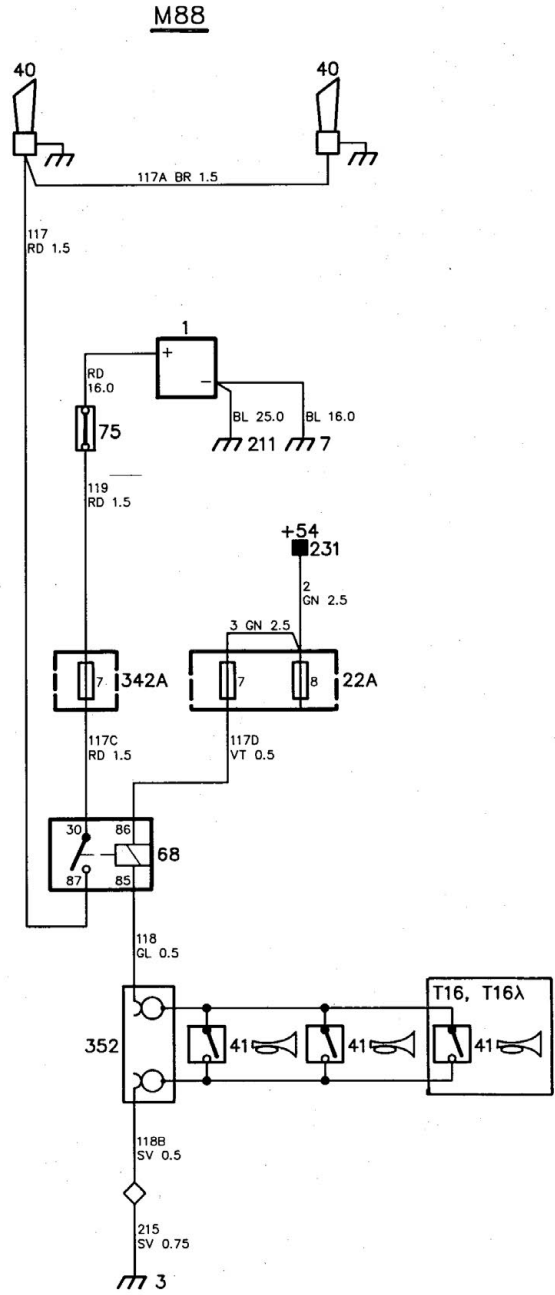 M88
40
40
117A BR 1.5
117
RD 1.5
1
+
−
RD
16.0
BL 25.0
BL 16.0
75
211
7
119
RD 1.5
+54
231
2
GN 2.5
3 GN 2.5
7
342A
7
8
22A
117C
RD 1.5
117D
VT 0.5
30
86
68
87
85
118
GL 0.5
T16, T16λ
352
41
41
41
118B
SV 0.5
215
SV 0.75
3